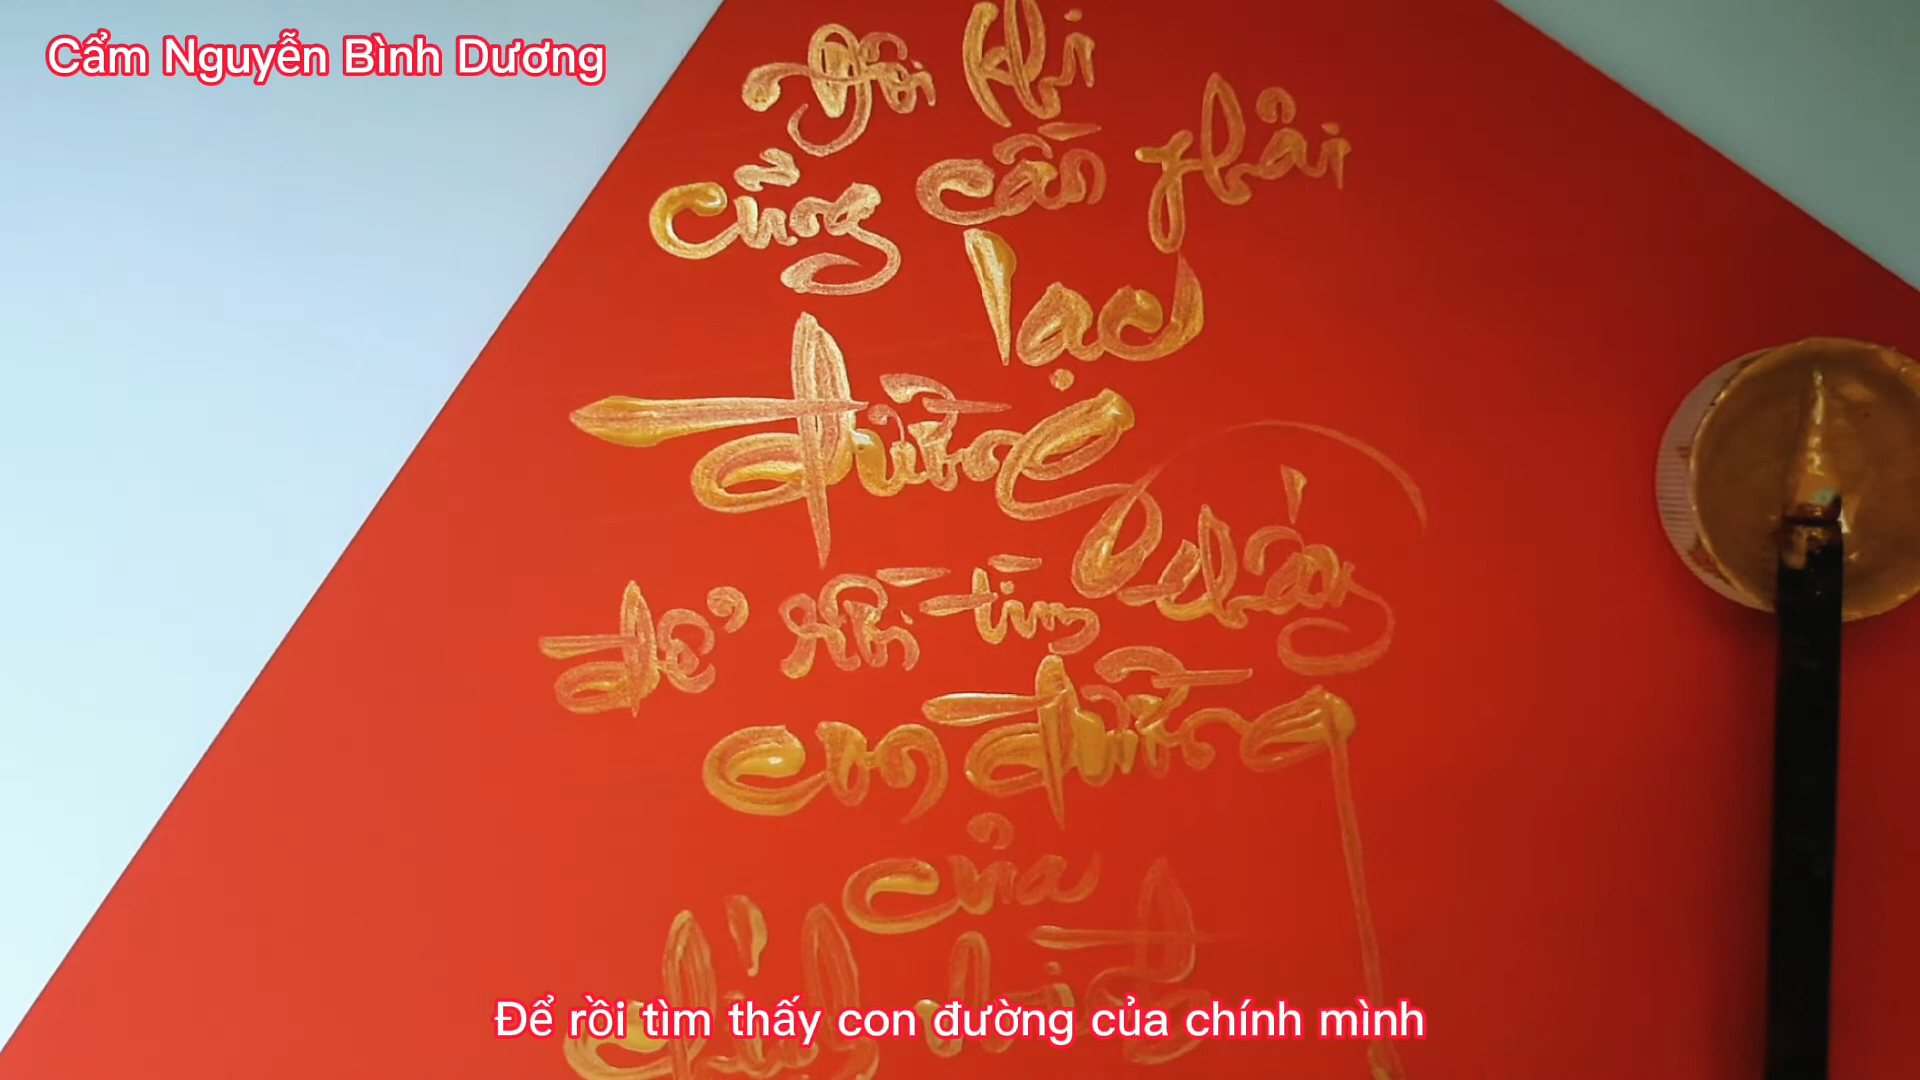 Cẩm Nguyễn Bình Dương
đôi khi
cũng cần phải
lạc
đường
để rồi tìm thấy
con đường
của
chính
Để rồi tìm thấy con đường của chính mình